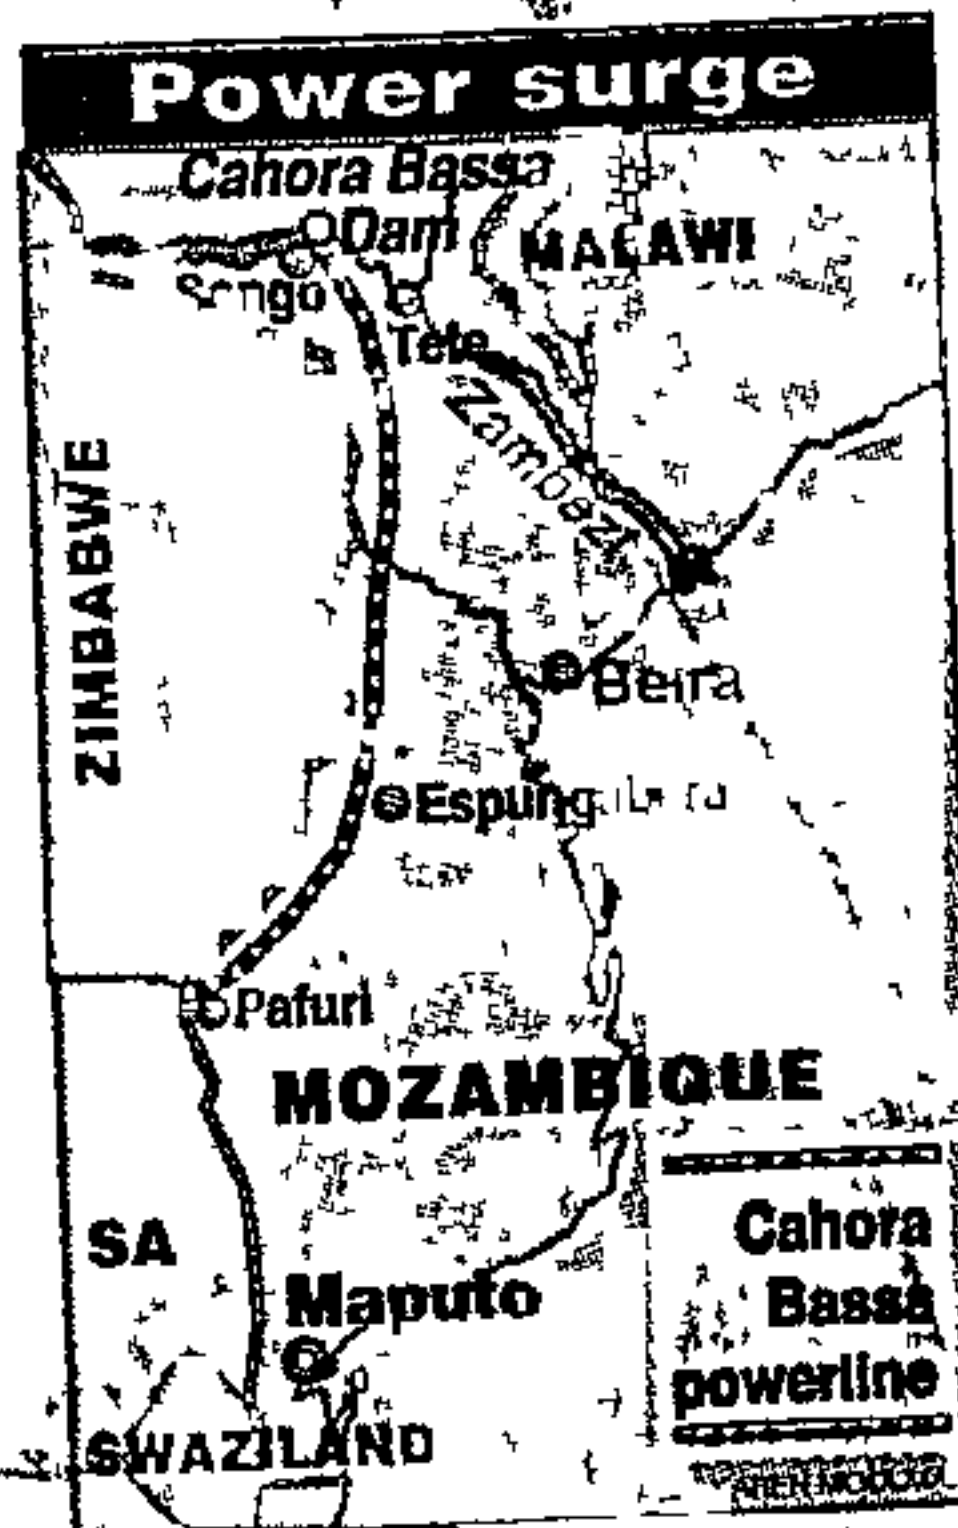 Power surge
Cahora Bassa
Dam
MALAWI
Songo
Tete
Zambezi
ZIMBABWE
Beira
Pafuri
MOZAMBIQUE
SA
Maputo
SWAZILAND
Cahora
Bassa
powerline